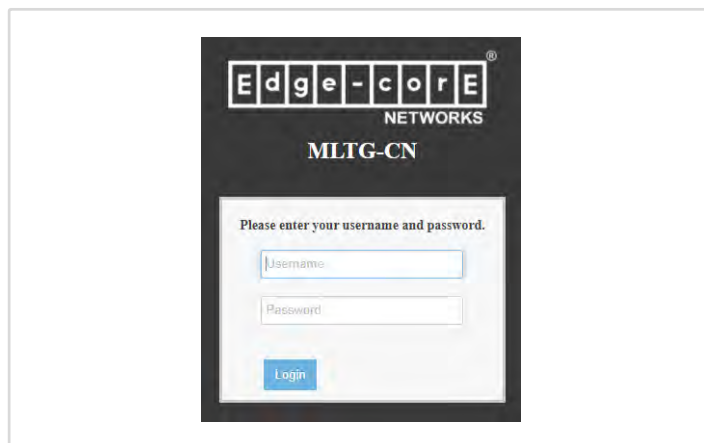 Edge-corE®
NETWORKS
MLTG-CN
Please enter your username and password.
Username
Password
Login